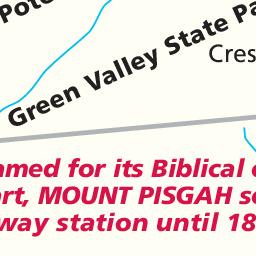 Pote
Green Valley State Pa
Cres
amed for its Biblical c
ort, MOUNT PISGAH se
way station until 18